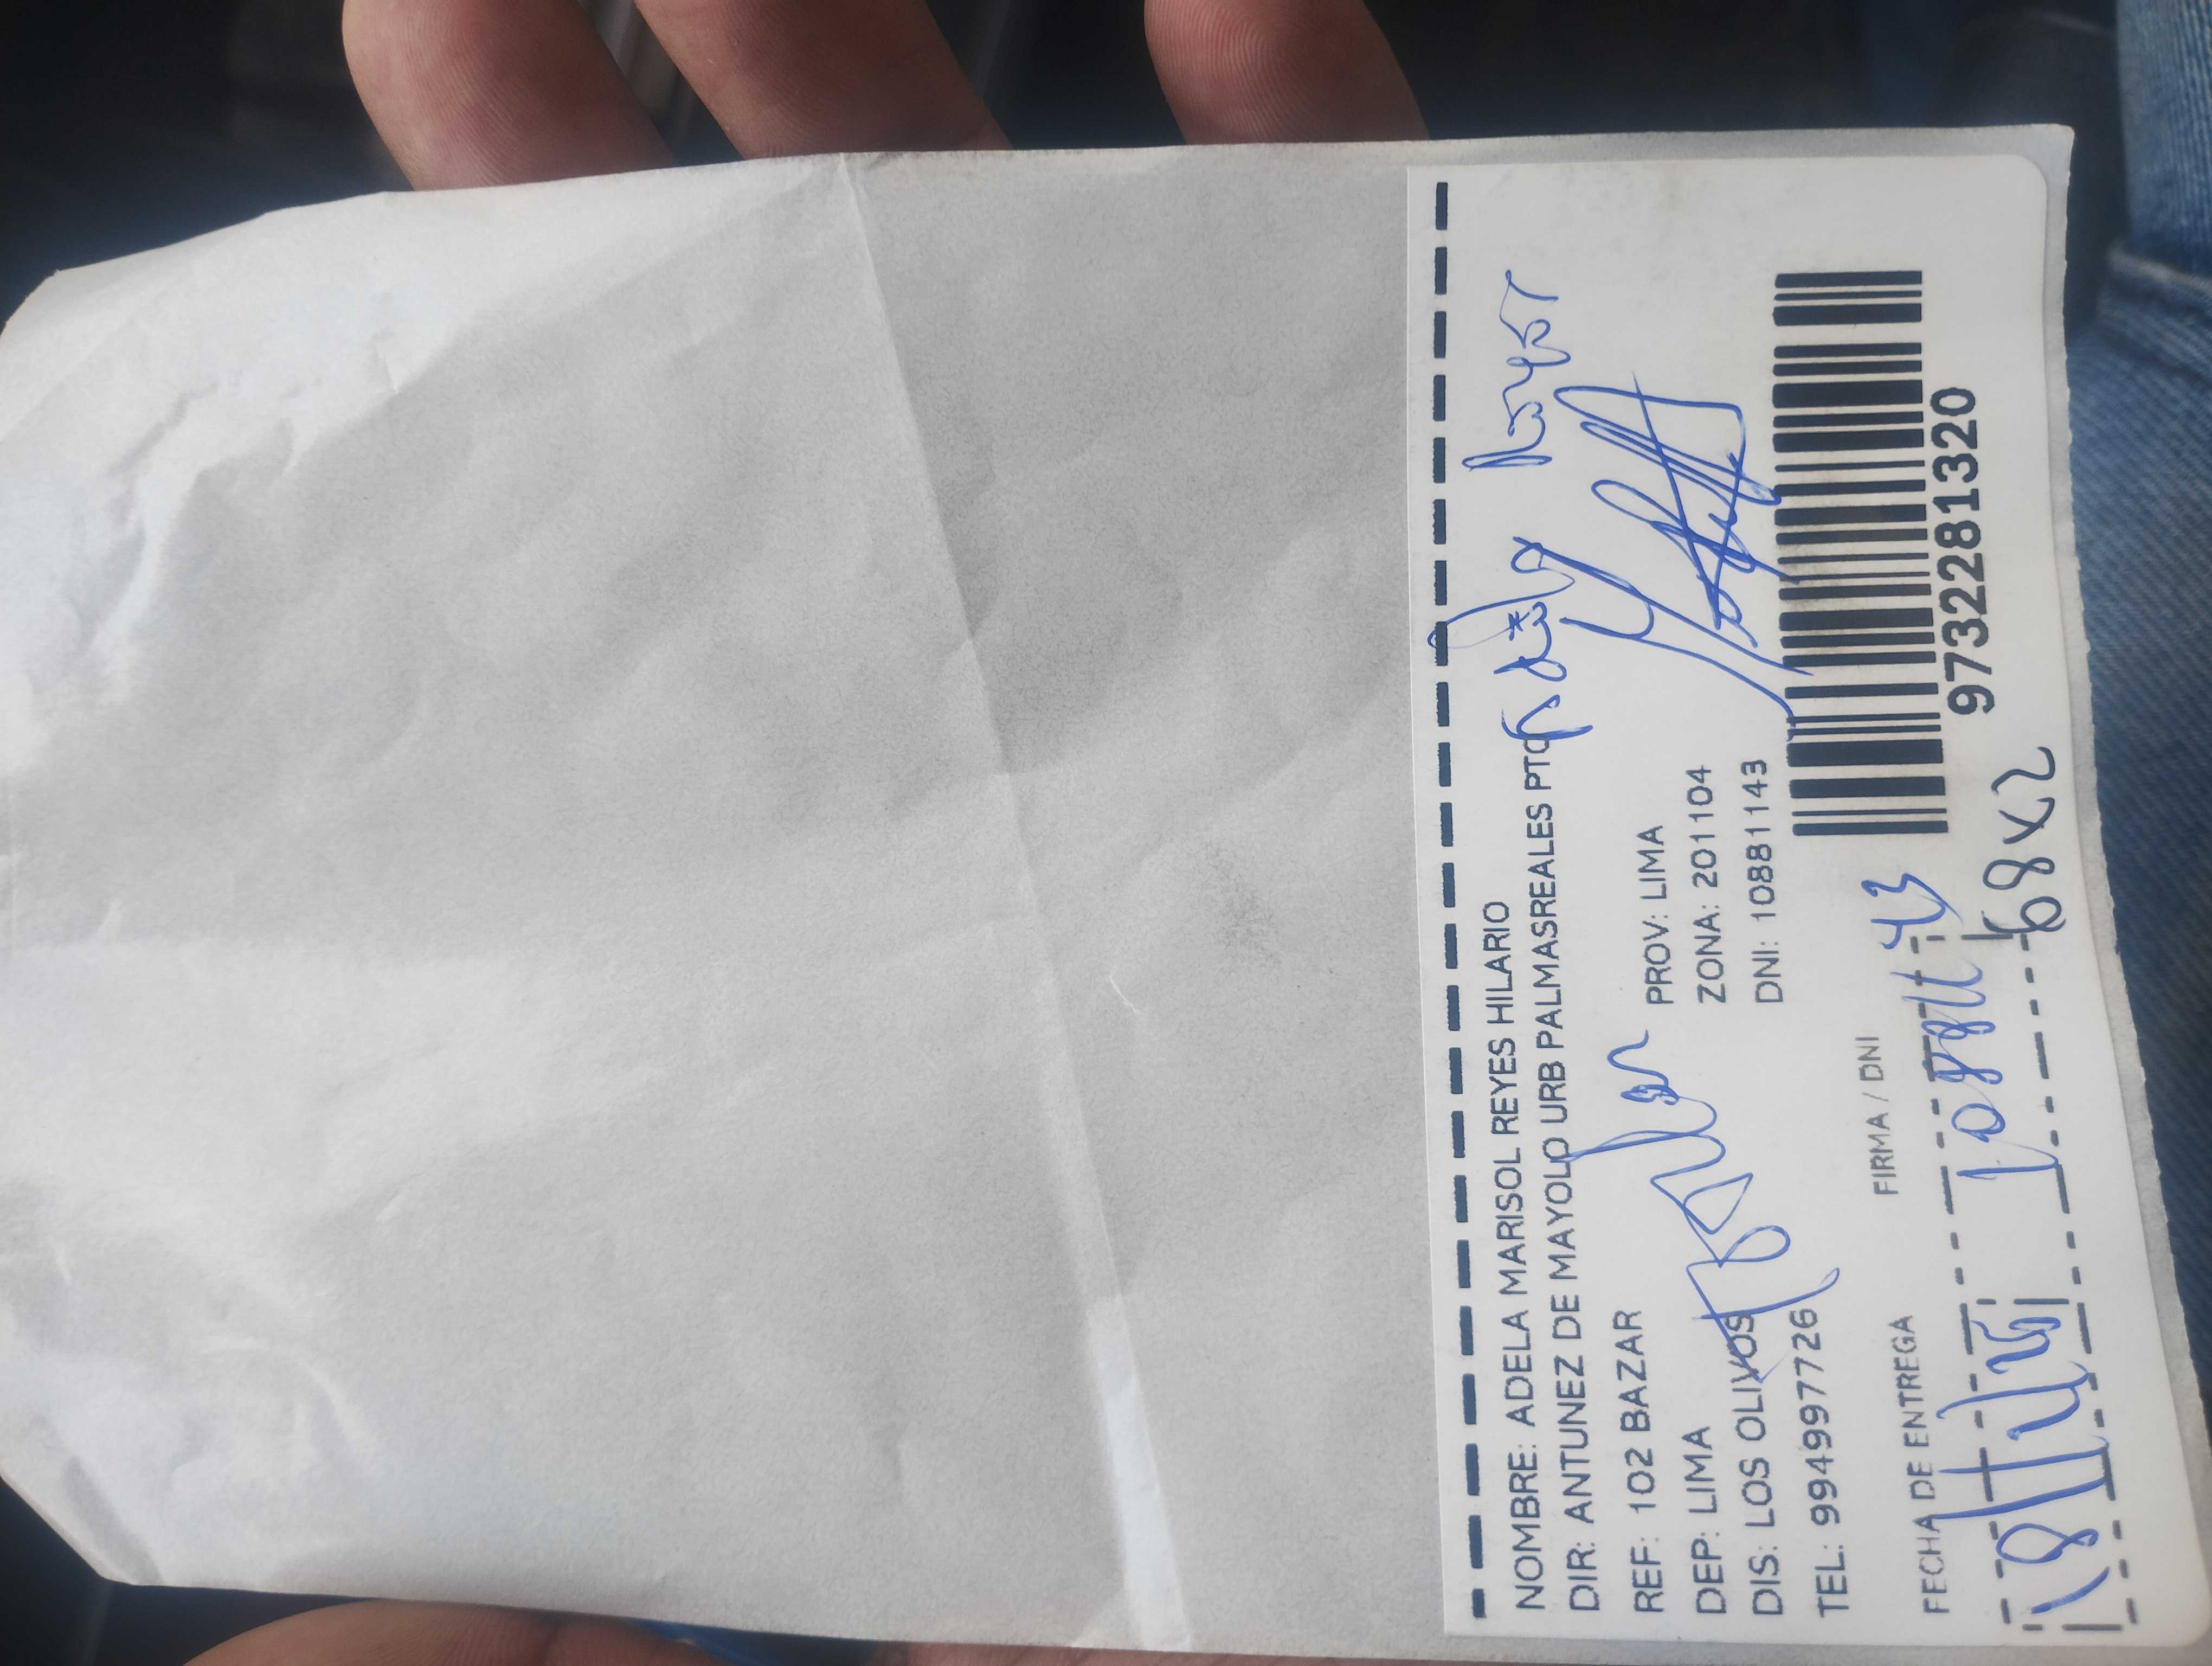 NOMBRE: ADELA MARISOL REYES HILARIO
DIR: ANTUNEZ DE MAYOLO URB PALMASREALES PTO
REF: 102 BAZAR
DEP: LIMA PROV: LIMA
DIS: LOS OLIVOS ZONA: 201104
TEL: 994997726 DNI: 10881143
FECHA DE ENTREGA FIRMA / DNI
10881143
9732281320